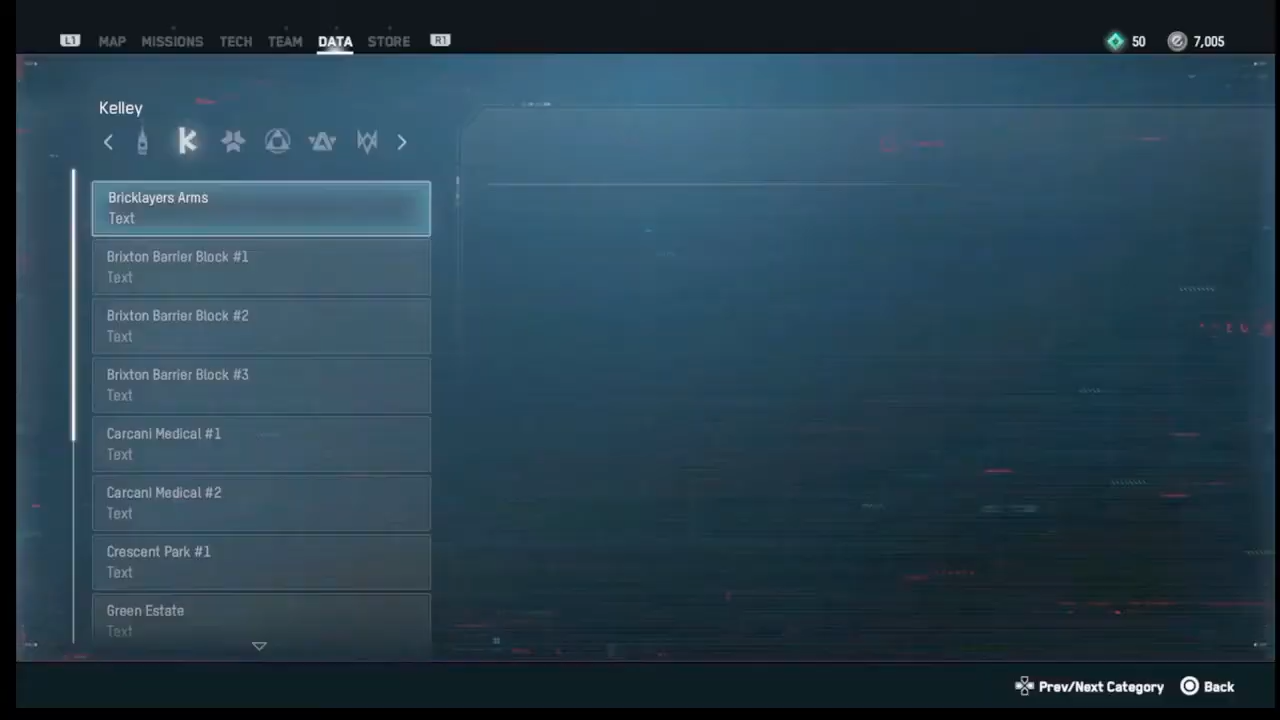 L1 MAP MISSIONS TECH TEAM DATA STORE R1 50 7,005
Kelley
Bricklayers Arms
Text
Brixton Barrier Block #1
Text
Brixton Barrier Block #2
Text
Brixton Barrier Block #3
Text
Carcani Medical #1
Text
Carcani Medical #2
Text
Crescent Park #1
Text
Green Estate
Text
Prev/Next Category Back